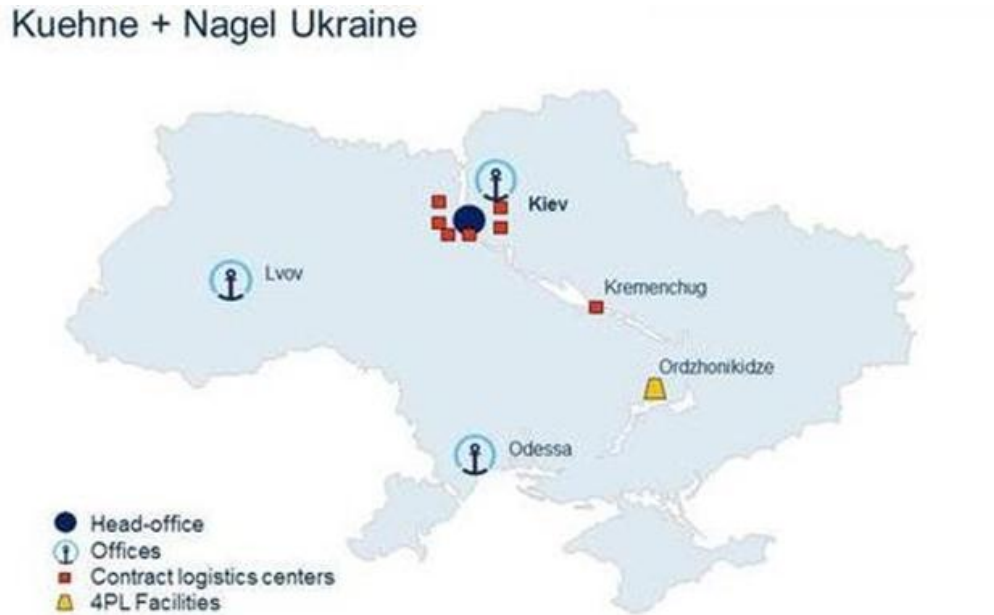 Kuehne + Nagel Ukraine
Kiev
Lvov
Kremenchug
Ordzhonikidze
Odessa
Head-office
Offices
Contract logistics centers
4PL Facilities